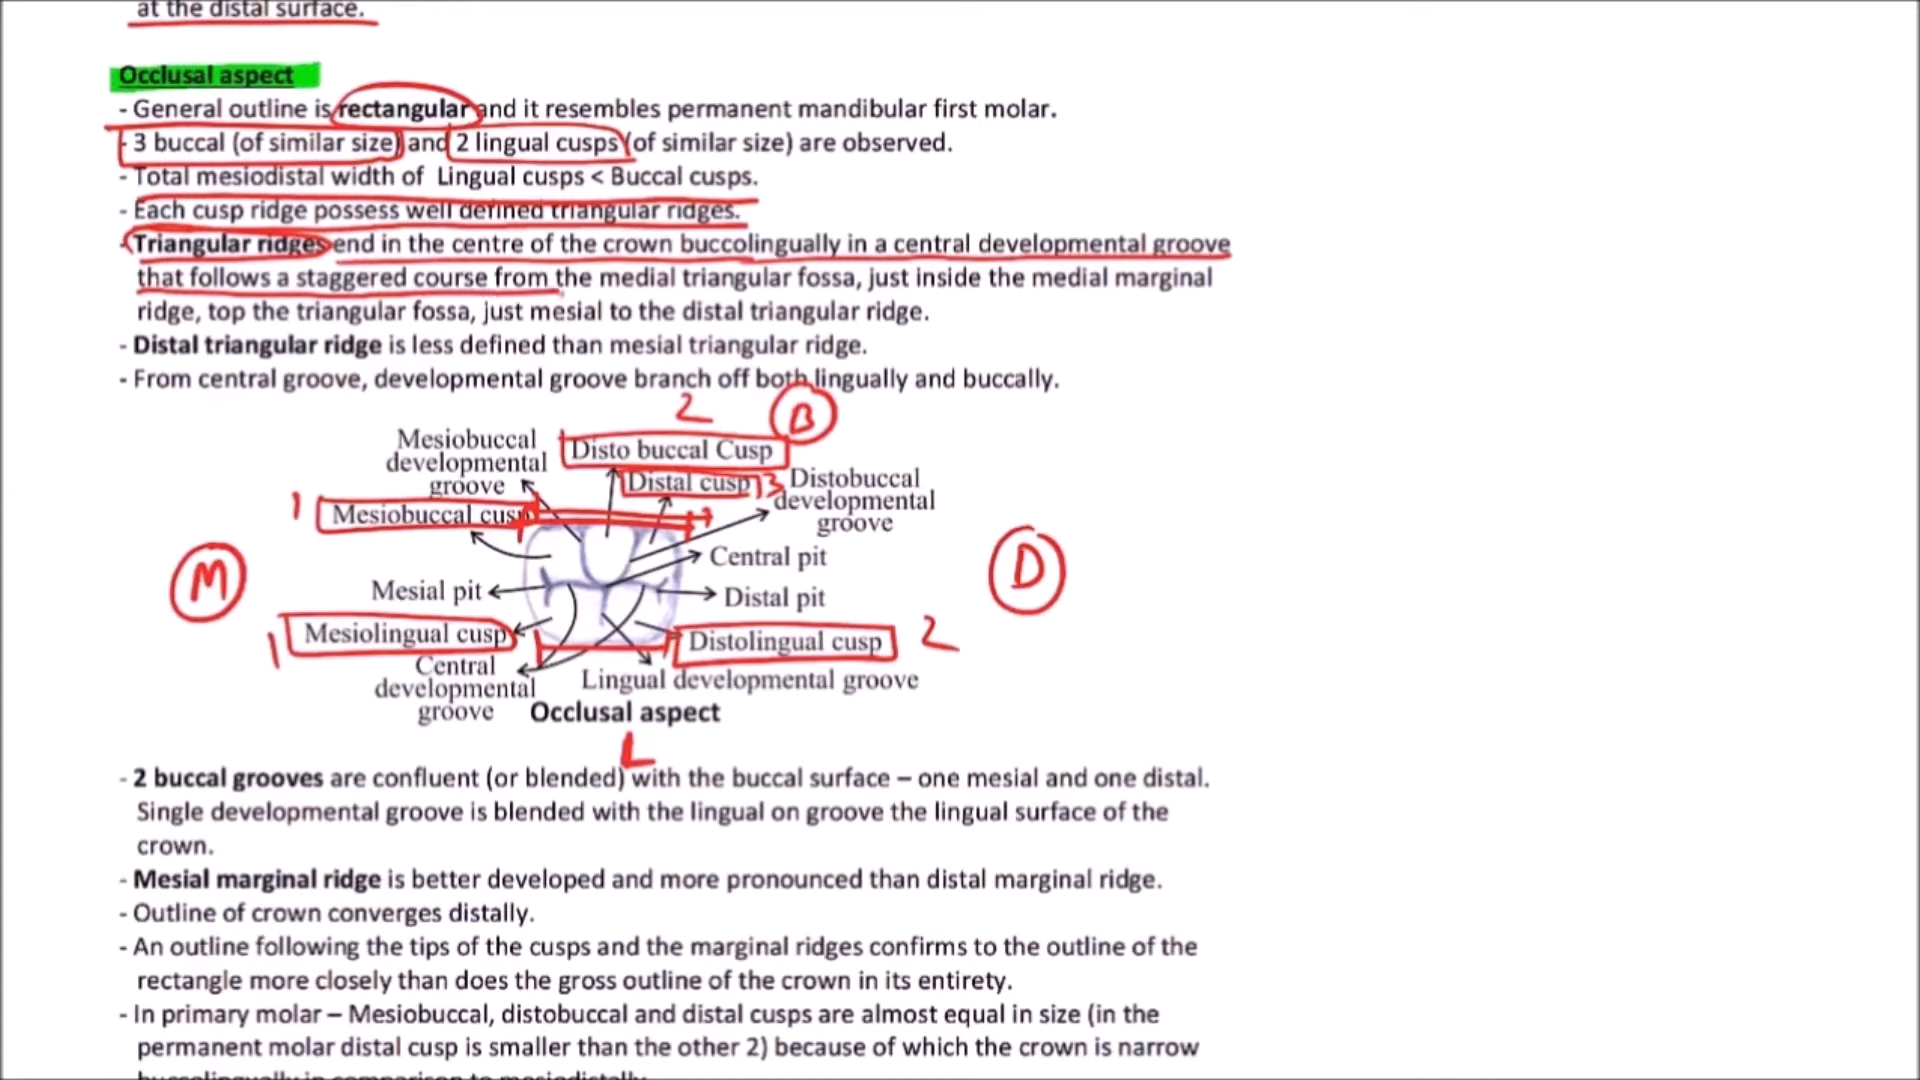 at the distal surface.
Occlusal aspect
- General outline is rectangular and it resembles permanent mandibular first molar.
- 3 buccal (of similar size) and 2 lingual cusps (of similar size) are observed.
- Total mesiodistal width of Lingual cusps < Buccal cusps.
- Each cusp ridge possess well defined triangular ridges.
- Triangular ridges end in the centre of the crown buccolingually in a central developmental groove
that follows a staggered course from the medial triangular fossa, just inside the medial marginal
ridge, top the triangular fossa, just mesial to the distal triangular ridge.
- Distal triangular ridge is less defined than mesial triangular ridge.
- From central groove, developmental groove branch off both lingually and buccally.
2 B
Mesiobuccal
developmental
groove
Disto buccal Cusp
Distal cusp 3
Distobuccal
developmental
groove
1 Mesiobuccal cusp
Central pit
M
D
Mesial pit
Distal pit
1 Mesiolingual cusp
Distolingual cusp 2
Central
developmental
groove
Lingual developmental groove
Occlusal aspect
L
- 2 buccal grooves are confluent (or blended) with the buccal surface – one mesial and one distal.
Single developmental groove is blended with the lingual on groove the lingual surface of the
crown.
- Mesial marginal ridge is better developed and more pronounced than distal marginal ridge.
- Outline of crown converges distally.
- An outline following the tips of the cusps and the marginal ridges confirms to the outline of the
rectangle more closely than does the gross outline of the crown in its entirety.
- In primary molar – Mesiobuccal, distobuccal and distal cusps are almost equal in size (in the
permanent molar distal cusp is smaller than the other 2) because of which the crown is narrow